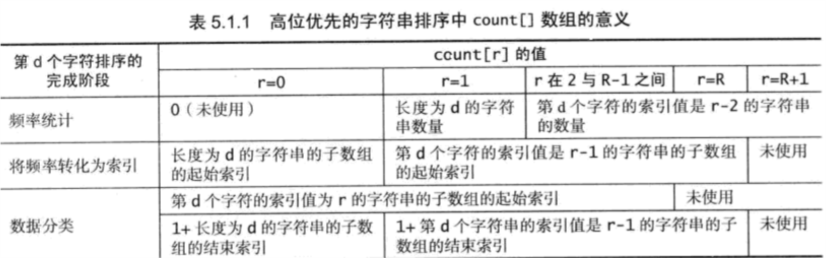 表 5.1.1 高位优先的字符串排序中 count[] 数组的意义
第 d 个字符排序的
完成阶段
count[r] 的值
r=0
r=1
r 在 2 与 R-1 之间
r=R
r=R+1
频率统计
0（未使用）
长度为 d 的字符
串数量
第 d 个字符的索引值是 r-2 的字符串
的数量
将频率转化为索引
长度为 d 的字符串的子数组
的起始索引
第 d 个字符的索引值是 r-1 的字符串的子数组
的起始索引
未使用
数据分类
第 d 个字符的索引值为 r 的字符串的子数组的起始索引
未使用
1+ 长度为 d 的字符串的子数
组的结束索引
1+ 第 d 个字符串的索引值是 r-1 的字符串的子
数组的结束索引
未使用